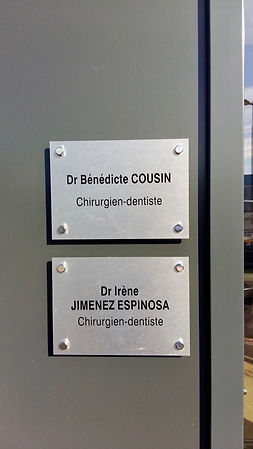 Dr Bénédicte COUSIN
Chirurgien-dentiste
Dr Irène
JIMENEZ ESPINOSA
Chirurgien-dentiste